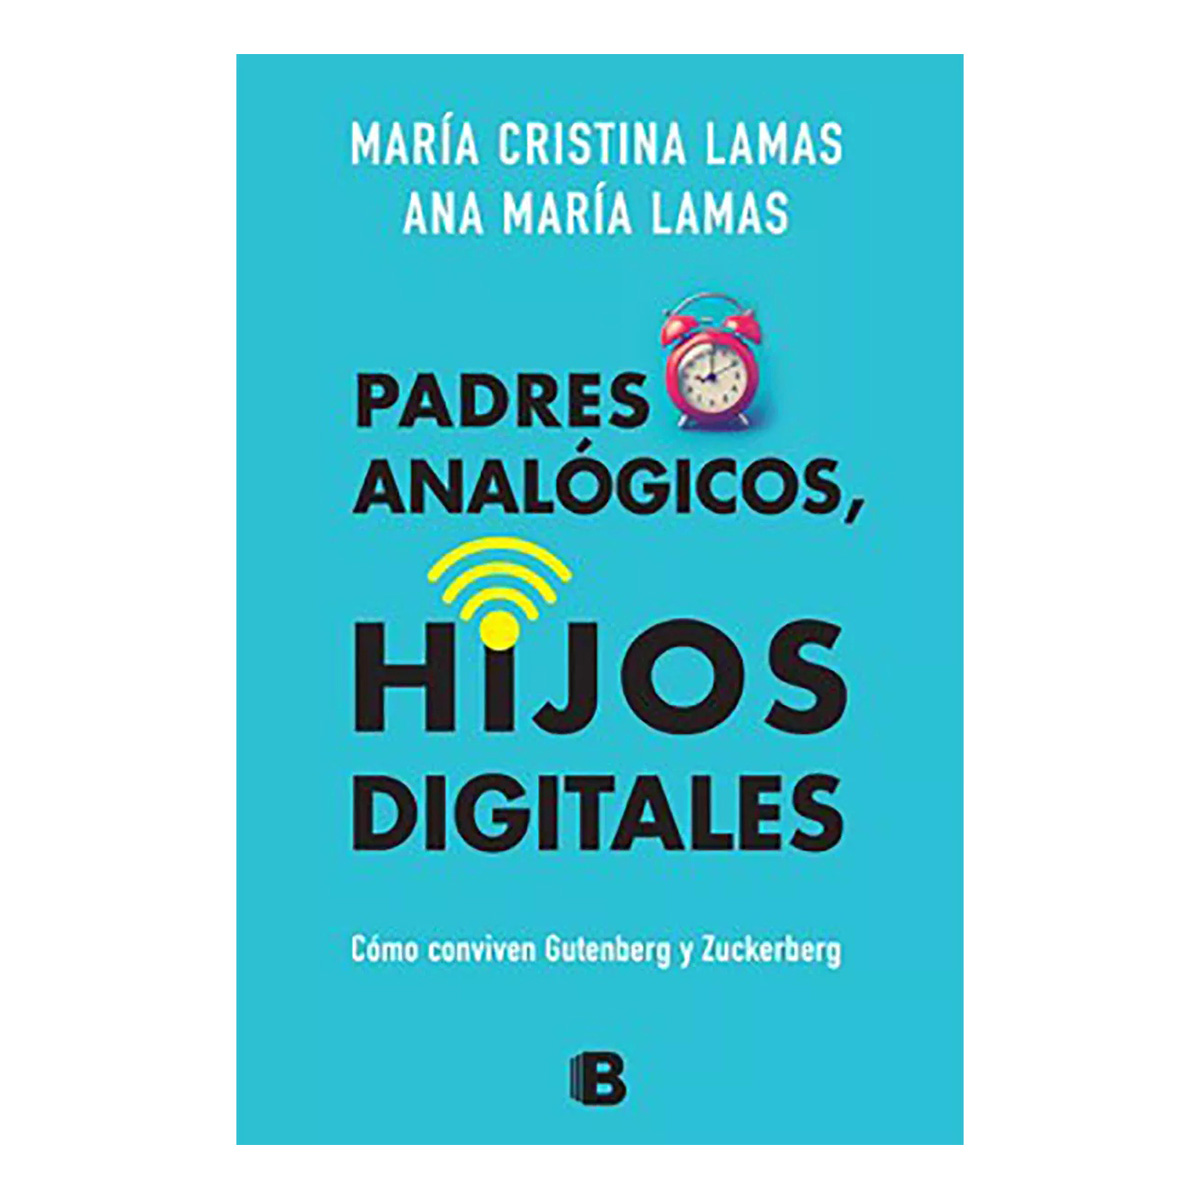 MARÍA CRISTINA LAMAS
ANA MARÍA LAMAS
PADRES
ANALÓGICOS,
HiJOS
DIGITALES
Cómo conviven Gutenberg y Zuckerberg
B